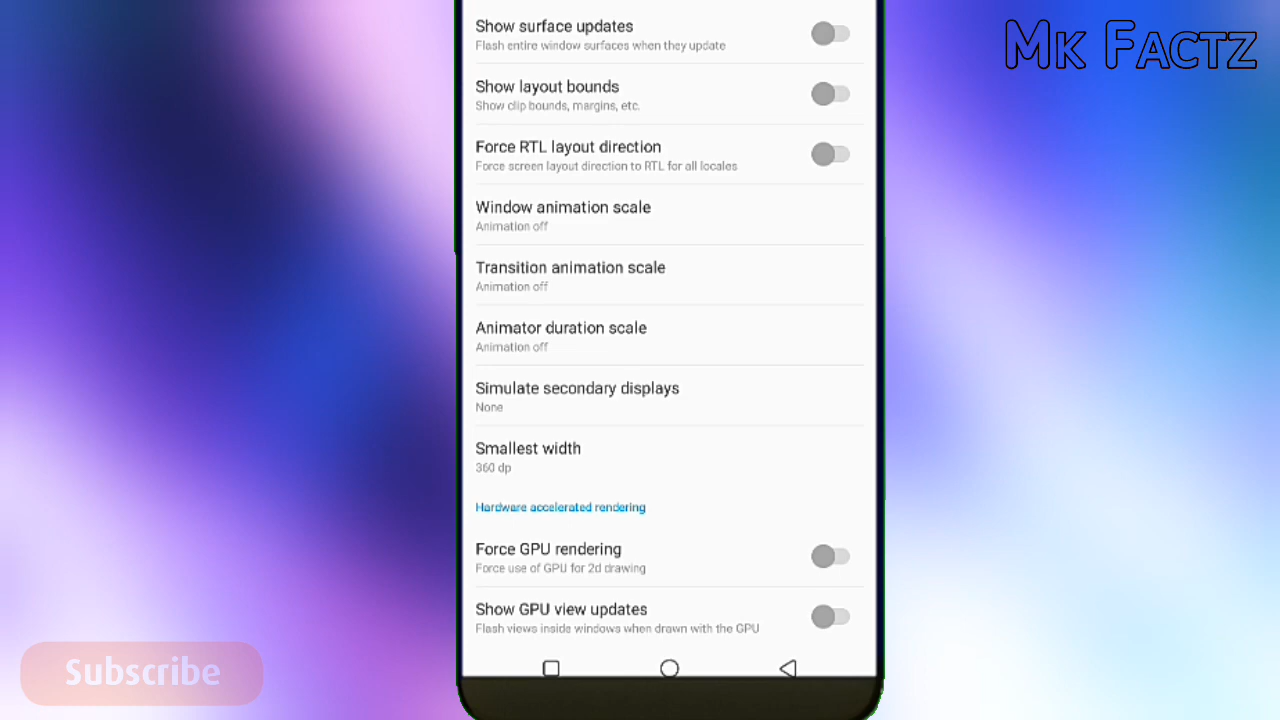 Mk Factz
Show surface updates
Flash entire window surfaces when they update
Show layout bounds
Show clip bounds, margins, etc.
Force RTL layout direction
Force screen layout direction to RTL for all locales
Window animation scale
Animation off
Transition animation scale
Animation off
Animator duration scale
Animation off
Simulate secondary displays
None
Smallest width
360 dp
Hardware accelerated rendering
Force GPU rendering
Force use of GPU for 2d drawing
Show GPU view updates
Flash views inside windows when drawn with the GPU
Subscribe